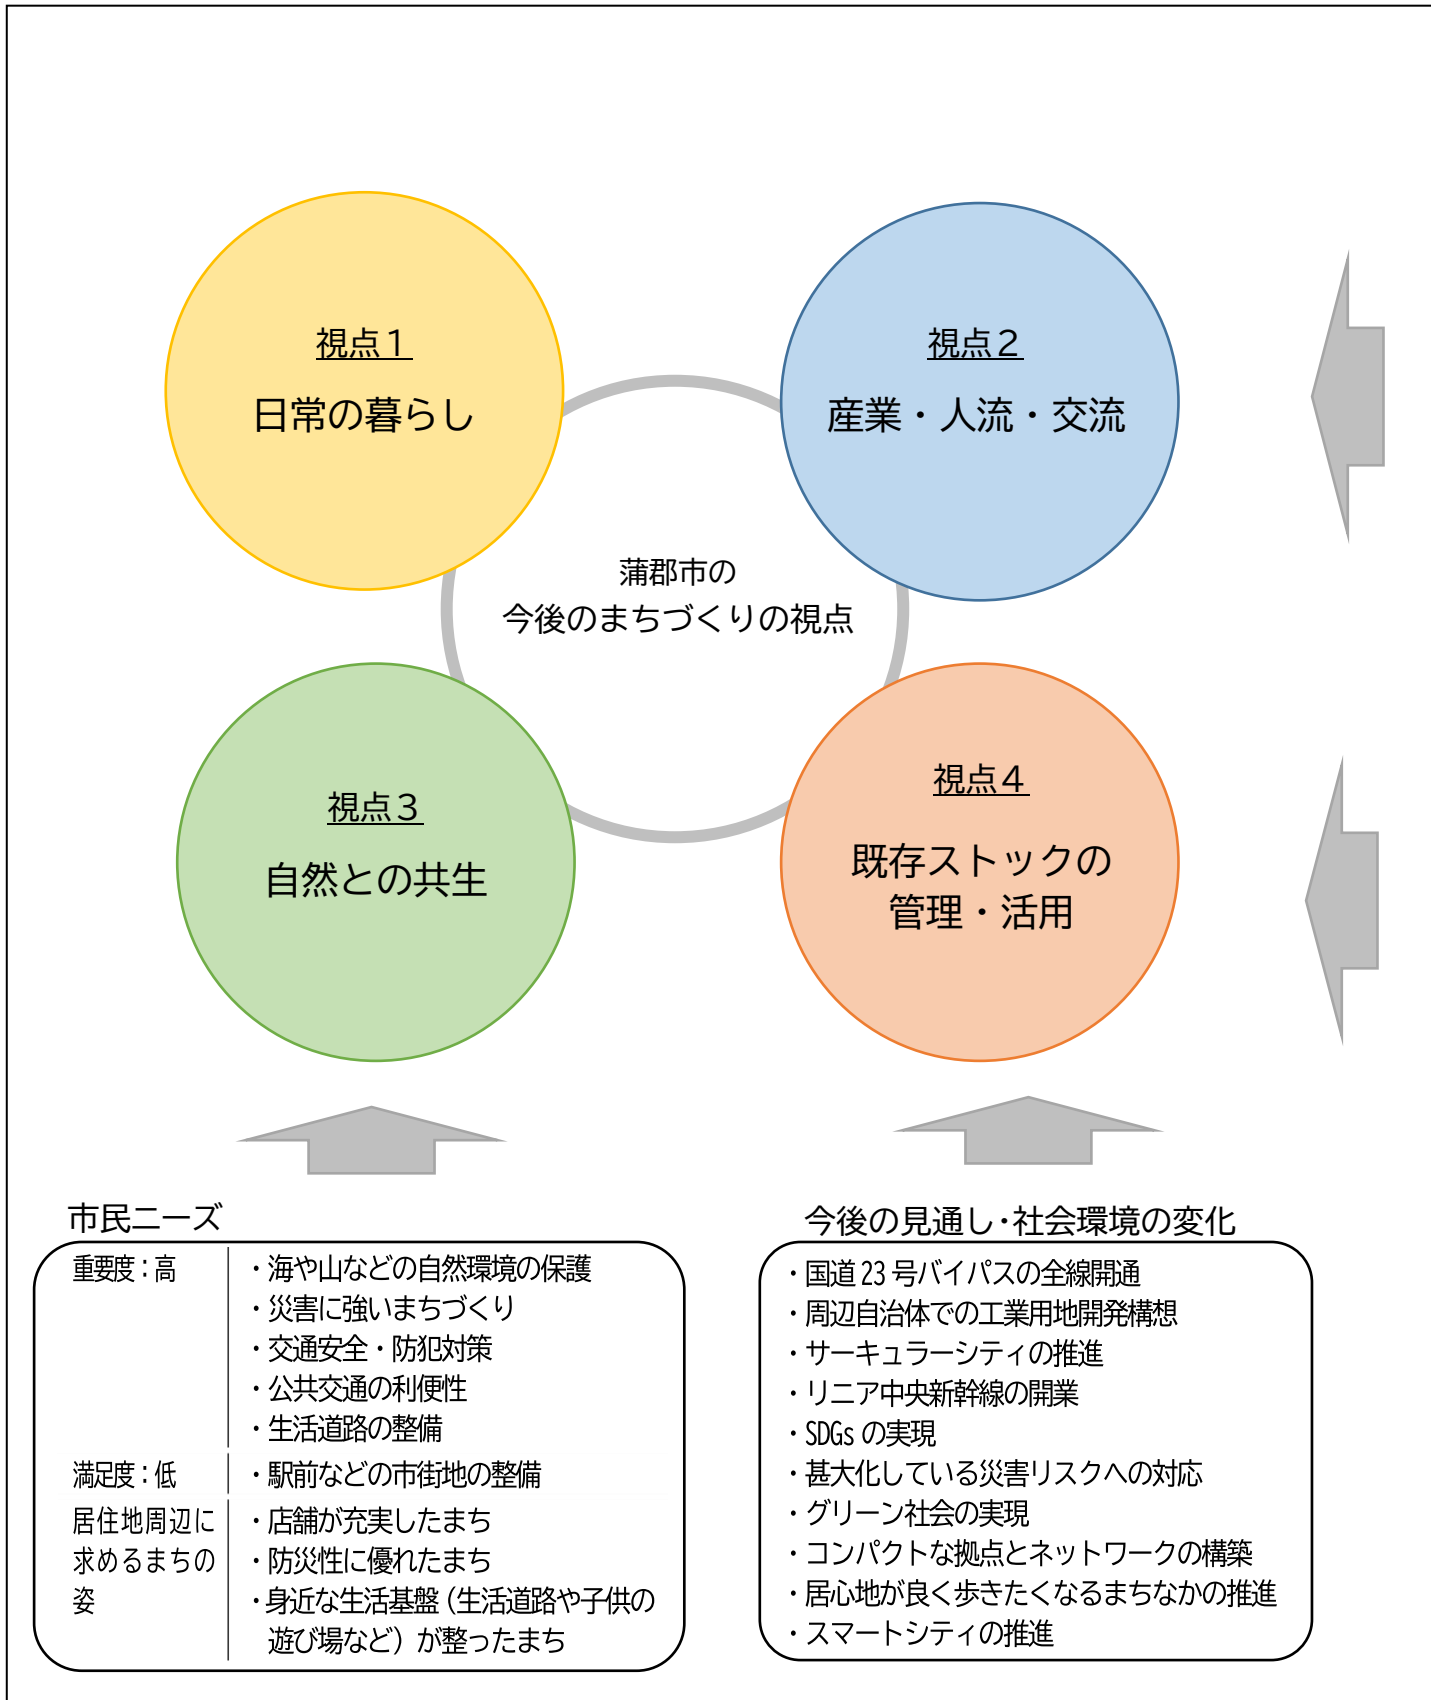 視点１
日常の暮らし
視点２
産業・人流・交流
蒲郡市の
今後のまちづくりの視点
視点３
自然との共生
視点４
既存ストックの
管理・活用
市民ニーズ
重要度：高
・海や山などの自然環境の保護
・災害に強いまちづくり
・交通安全・防犯対策
・公共交通の利便性
・生活道路の整備
満足度：低
・駅前などの市街地の整備
居住地周辺に
求めるまちの
姿
・店舗が充実したまち
・防災性に優れたまち
・身近な生活基盤（生活道路や子供の
遊び場など）が整ったまち
今後の見通し・社会環境の変化
・国道 23 号バイパスの全線開通
・周辺自治体での工業用地開発構想
・サーキュラーシティの推進
・リニア中央新幹線の開業
・SDGs の実現
・甚大化している災害リスクへの対応
・グリーン社会の実現
・コンパクトな拠点とネットワークの構築
・居心地が良く歩きたくなるまちなかの推進
・スマートシティの推進